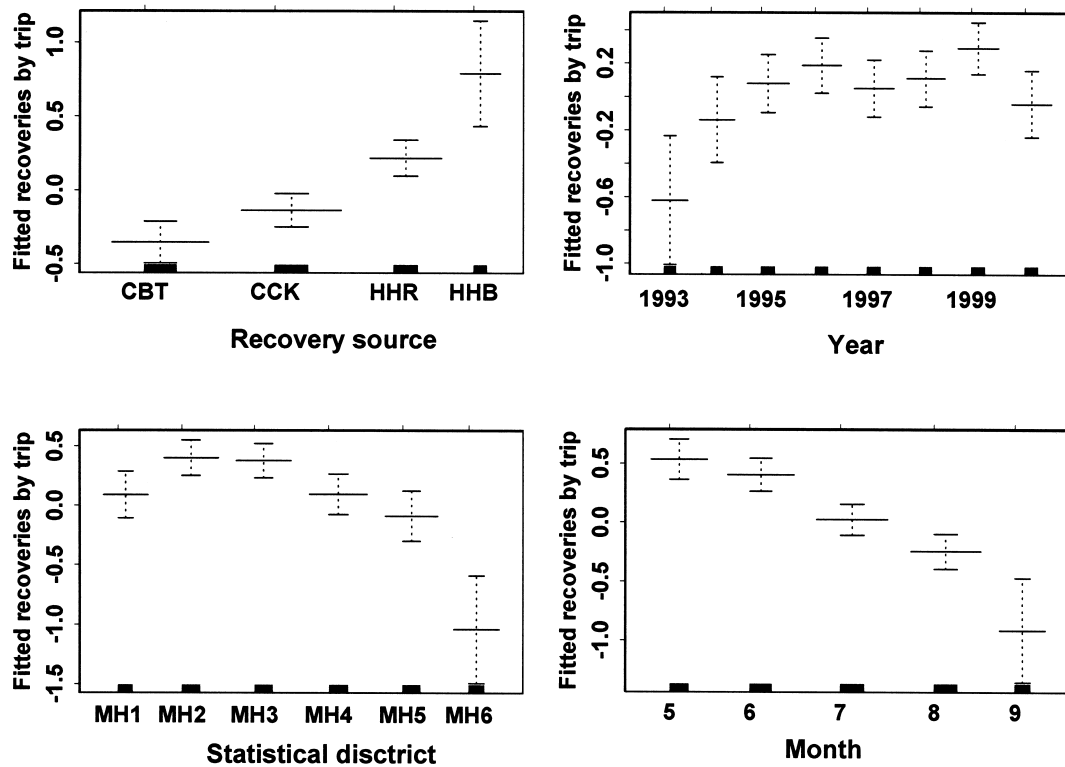 Fitted recoveries by trip
1.0
0.5
0.0
-0.5
CBT CCK HHR HHB
Recovery source
Fitted recoveries by trip
0.2
-0.2
-0.6
-1.0
1993 1995 1997 1999
Year
Fitted recoveries by trip
0.5
0.0
-0.5
-1.0
-1.5
MH1 MH2 MH3 MH4 MH5 MH6
Statistical disctrict
Fitted recoveries by trip
0.5
0.0
-0.5
-1.0
5 6 7 8 9
Month